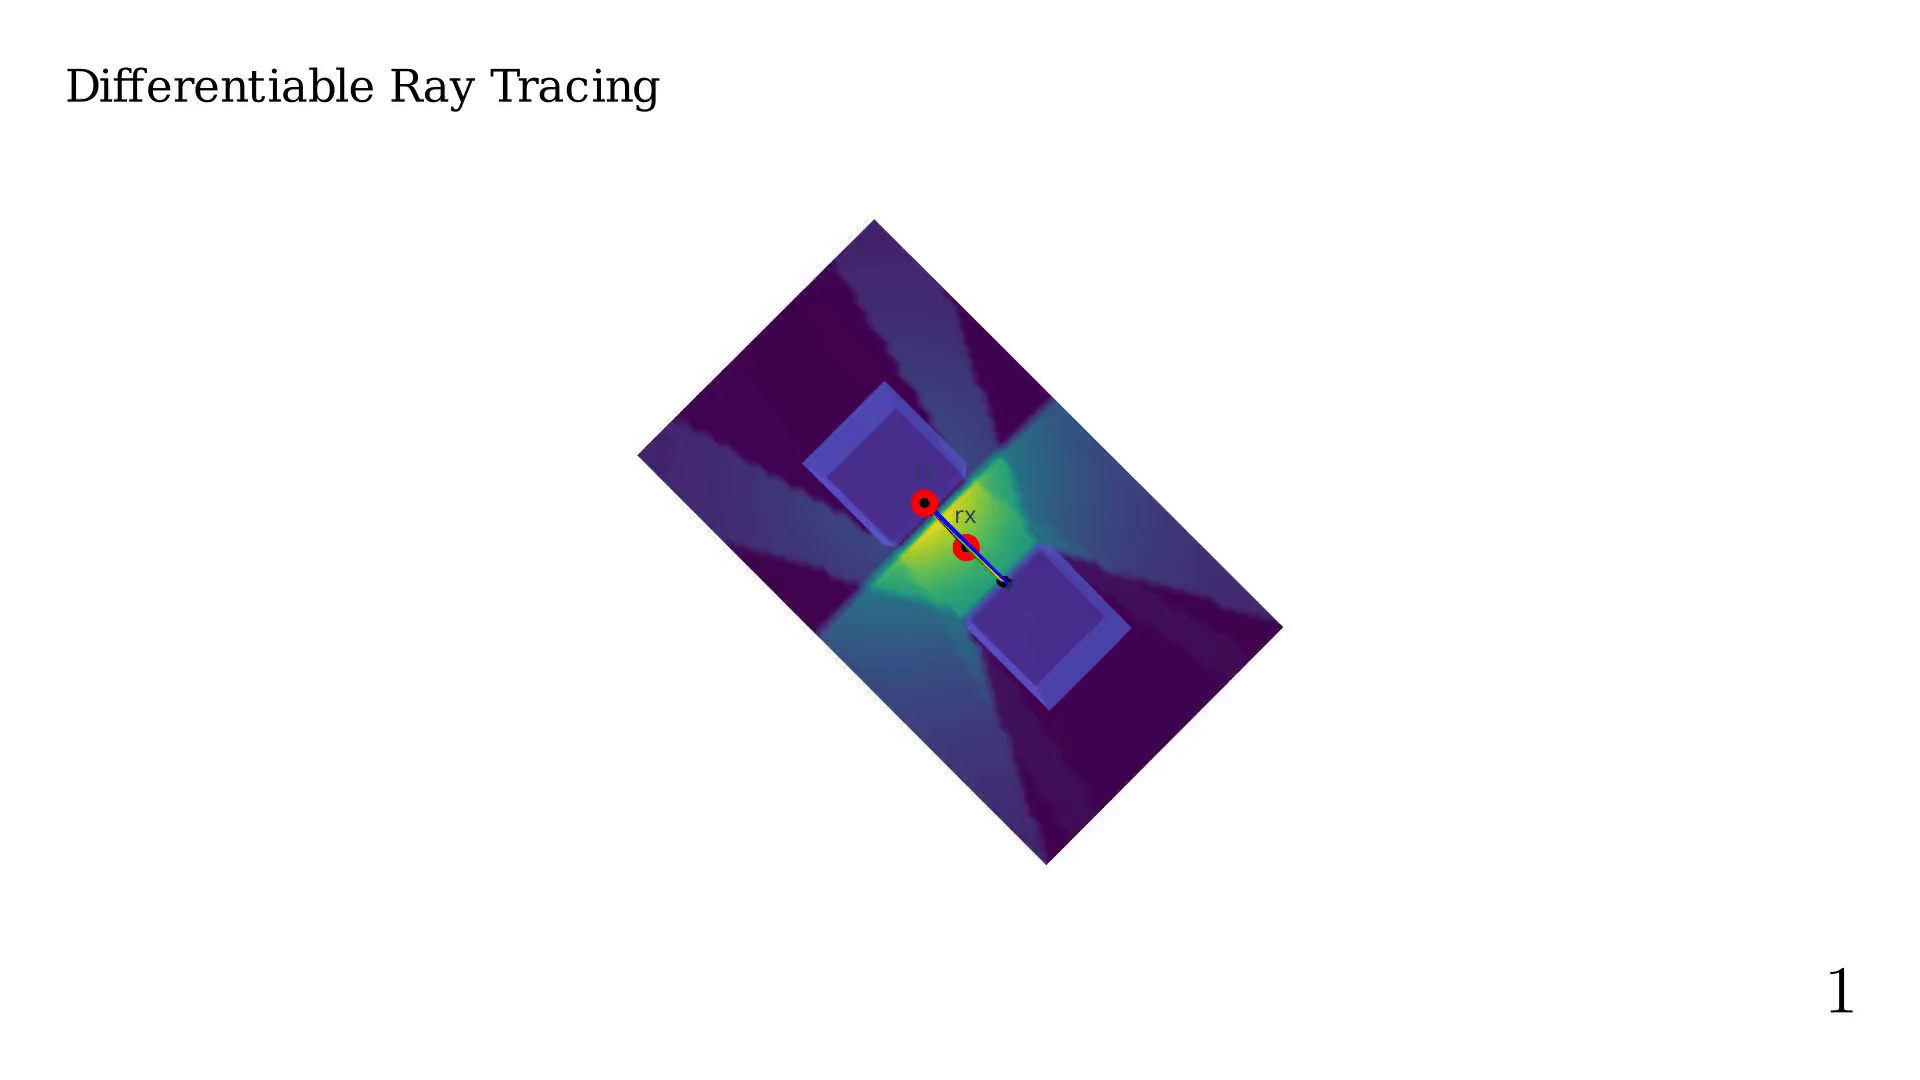 Differentiable Ray Tracing
rx
1